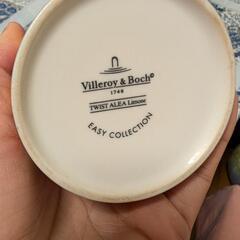 Villeroy & Boch®
1748
TWIST ALEA Limone
EASY COLLECTION